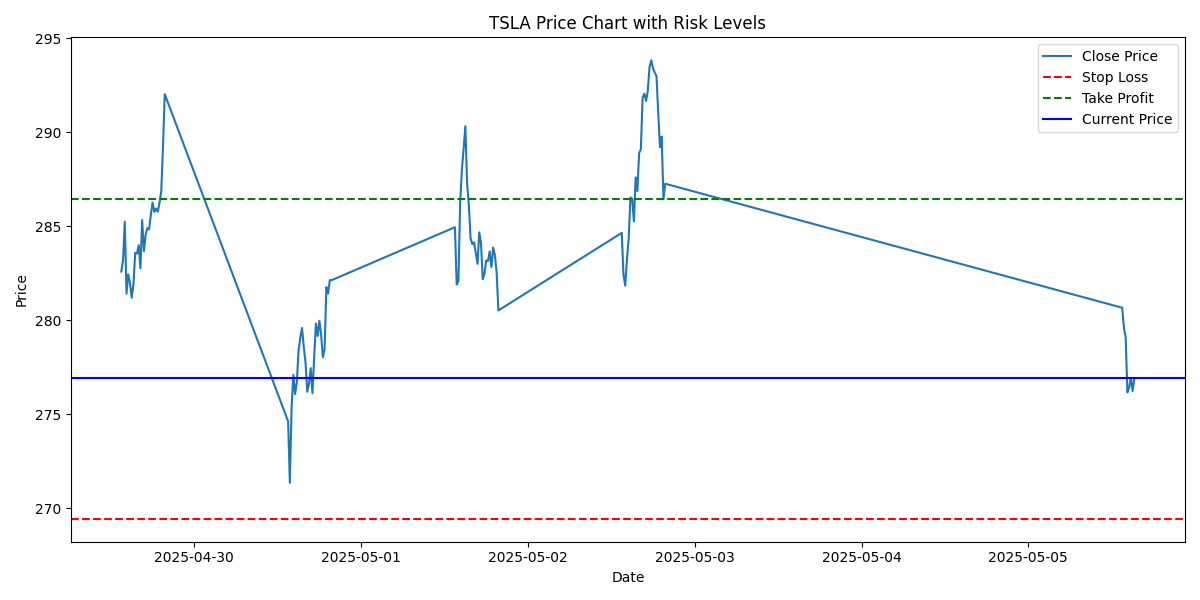 TSLA Price Chart with Risk Levels
295
290
285
280
275
270
Price
Close Price
Stop Loss
Take Profit
Current Price
2025-04-30
2025-05-01
2025-05-02
2025-05-03
2025-05-04
2025-05-05
Date